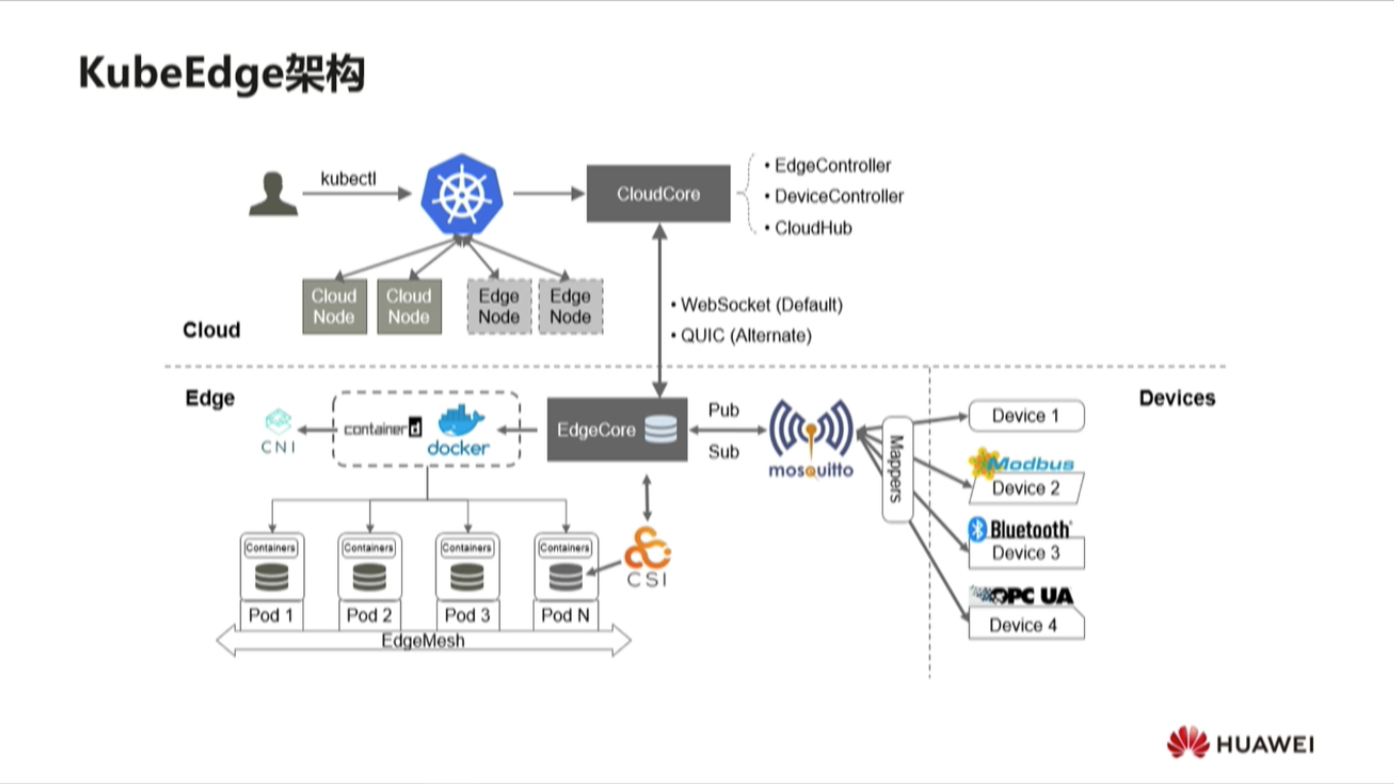 KubeEdge架构
kubectl
CloudCore
• EdgeController
• DeviceController
• CloudHub
Cloud
Node
Cloud
Node
Edge
Node
Edge
Node
• WebSocket (Default)
• QUIC (Alternate)
Cloud
Edge
Devices
CNI
containerd
docker
EdgeCore
Pub
Sub
mosquitto
Mappers
Device 1
Modbus
Device 2
Bluetooth
Device 3
OPC UA
Device 4
CSI
Containers
Containers
Containers
Containers
Pod 1
Pod 2
Pod 3
Pod N
EdgeMesh
HUAWEI